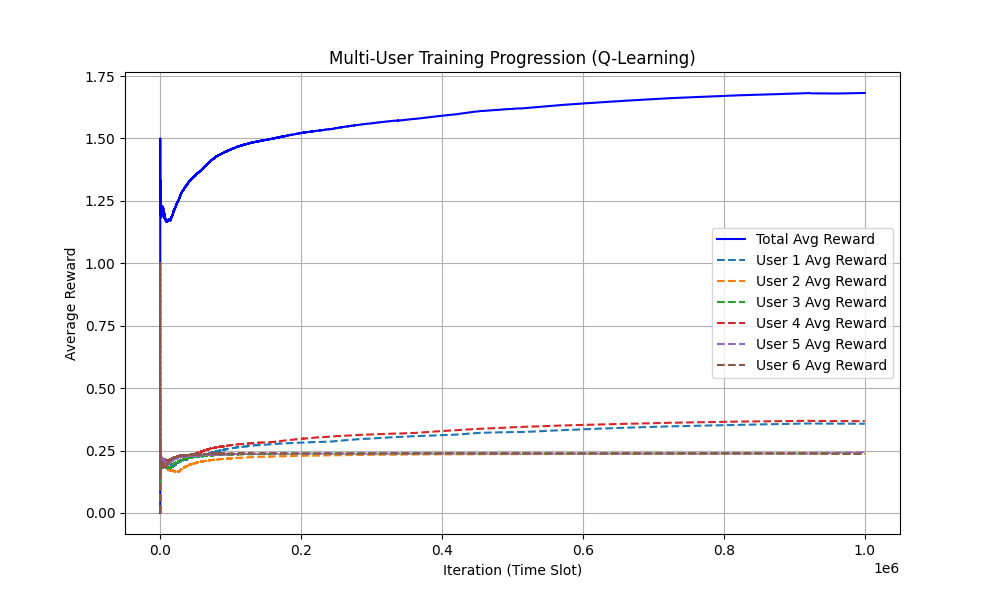 Multi-User Training Progression (Q-Learning)
Average Reward
1.75
1.50
1.25
1.00
0.75
0.50
0.25
0.00
Total Avg Reward
User 1 Avg Reward
User 2 Avg Reward
User 3 Avg Reward
User 4 Avg Reward
User 5 Avg Reward
User 6 Avg Reward
0.0 0.2 0.4 0.6 0.8 1.0
1e6
Iteration (Time Slot)